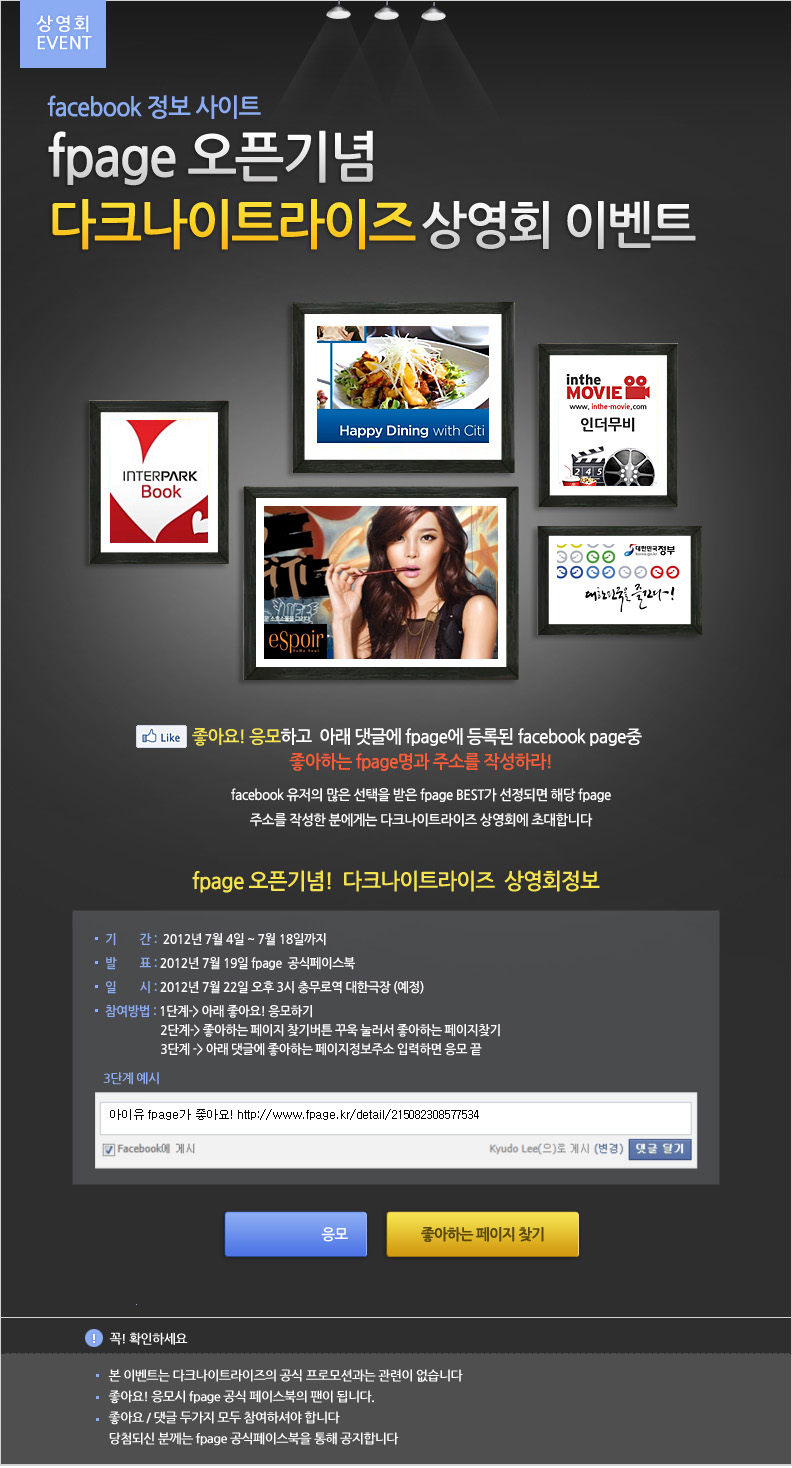 상영회
EVENT
facebook 정보 사이트
fpage 오픈기념
다크나이트라이즈 상영회 이벤트
Happy Dining with Citi
inthe
MOVIE
www. inthe-movie.com
인더무비
2 4 5
INTERPARK
Book
eSpoir
대한민국정부
대한민국을 즐긴다~!
Like 좋아요! 응모하고 아래 댓글에 fpage에 등록된 facebook page중
좋아하는 fpage명과 주소를 작성하라!
facebook 유저의 많은 선택을 받은 fpage BEST가 선정되면 해당 fpage
주소를 작성한 분에게는 다크나이트라이즈 상영회에 초대합니다
fpage 오픈기념! 다크나이트라이즈 상영회정보
기 간 : 2012년 7월 4일 ~ 7월 18일까지
발 표 : 2012년 7월 19일 fpage 공식페이스북
일 시 : 2012년 7월 22일 오후 3시 충무로역 대한극장 (예정)
참여방법 : 1단계-> 아래 좋아요! 응모하기
2단계-> 좋아하는 페이지 찾기버튼 꾸욱 눌러서 좋아하는 페이지찾기
3단계 -> 아래 댓글에 좋아하는 페이지정보주소 입력하면 응모 끝
3단계 예시
아이유 fpage가 좋아요! http://www.fpage.kr/detail/215082308577534
Facebook에 게시 Kyudo Lee(으)로 게시 (변경) 댓글 달기
응모 좋아하는 페이지 찾기
! 꼭! 확인하세요
본 이벤트는 다크나이트라이즈의 공식 프로모션과는 관련이 없습니다
좋아요! 응모시 fpage 공식 페이스북의 팬이 됩니다.
좋아요 / 댓글 두가지 모두 참여하셔야 합니다
당첨되신 분께는 fpage 공식페이스북을 통해 공지합니다